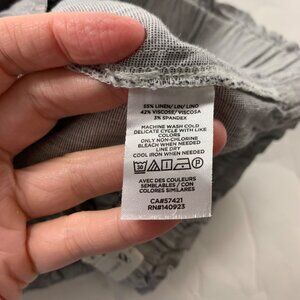 55% LINEN/ LIN/ LINO
42% VISCOSE/ VISCOSA
3% SPANDEX
MACHINE WASH COLD
DELICATE CYCLE WITH LIKE
COLORS
ONLY NON-CHLORINE
BLEACH WHEN NEEDED
LINE DRY
COOL IRON IF NEEDED
30
AVEC DES COULEURS
SEMBLABLES / CON
COLORES SIMILARES
CA#57421
RN#140923